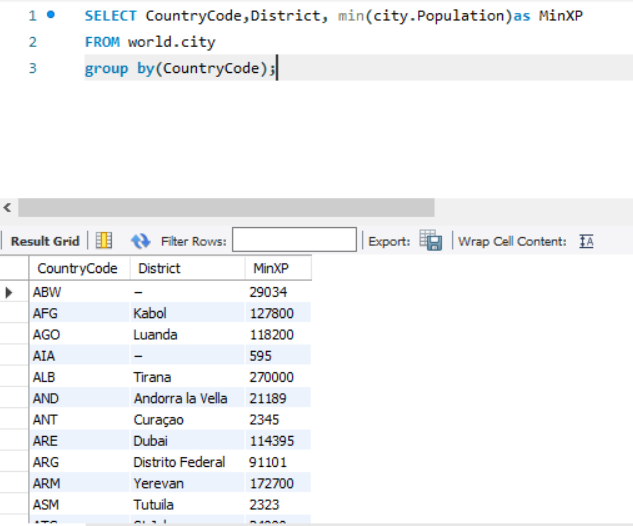 1 SELECT CountryCode,District, min(city.Population)as MinXP
2 FROM world.city
3 group by(CountryCode);
Result Grid Filter Rows: Export: Wrap Cell Content: IA
CountryCode District MinXP
ABW – 29034
AFG Kabol 127800
AGO Luanda 118200
AIA – 595
ALB Tirana 270000
AND Andorra la Vella 21189
ANT Curaçao 2345
ARE Dubai 114395
ARG Distrito Federal 91101
ARM Yerevan 172700
ASM Tutuila 2323